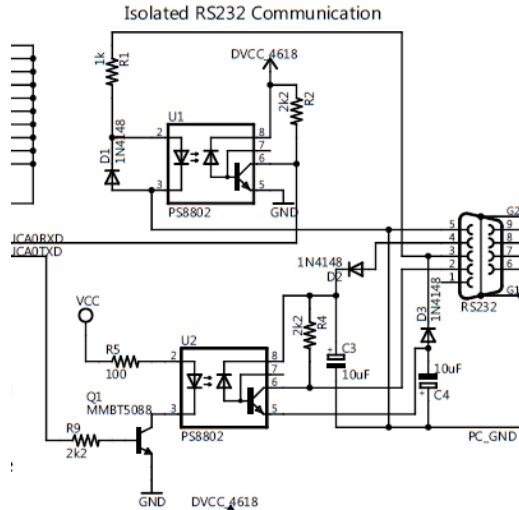 Isolated RS232 Communication
DVCC_4618
1k
R1
2k2
R2
U1
D1
1N4148
2
3
8
7
6
5
PS8802
GND
UCA0RXD
UCA0TXD
1N4148
D2
5
4
3
2
1
9
8
7
6
G2
G1
RS232
D3
1N4148
VCC
R5
100
U2
2
3
8
7
6
5
PS8802
2k2
R4
+
C3
10uF
10uF
+
C4
Q1
MMBT5088
R9
2k2
GND
PC_GND
DVCC_4618